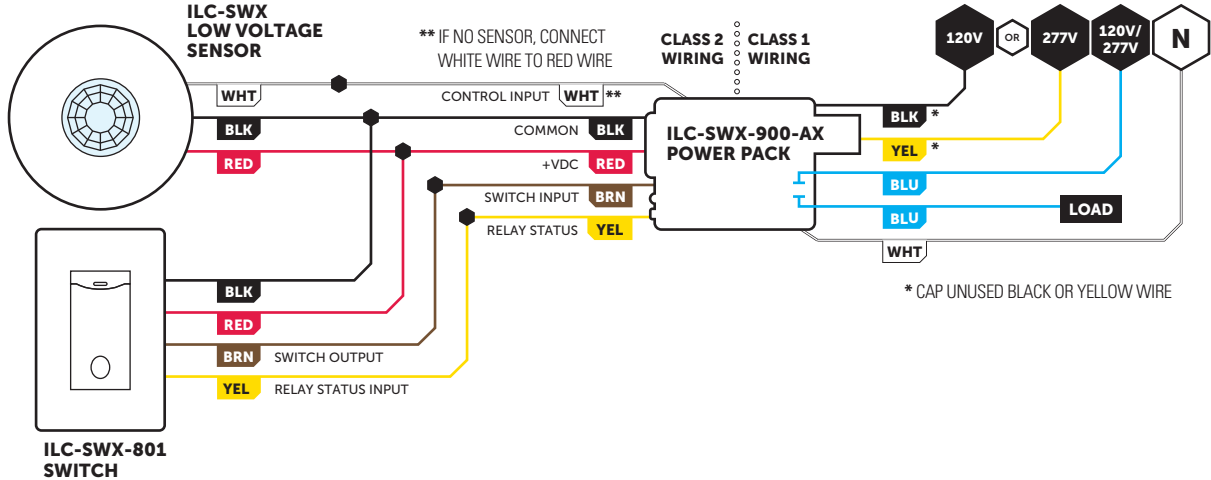 ILC-SWX
LOW VOLTAGE
SENSOR
** IF NO SENSOR, CONNECT
WHITE WIRE TO RED WIRE
CLASS 2
WIRING
CLASS 1
WIRING
120V
OR
277V
120V/
277V
N
WHT
CONTROL INPUT
WHT
**
BLK
COMMON
BLK
RED
+VDC
RED
SWITCH INPUT
BRN
RELAY STATUS
YEL
ILC-SWX-900-AX
POWER PACK
BLK
*
YEL
*
BLU
BLU
LOAD
WHT
* CAP UNUSED BLACK OR YELLOW WIRE
BLK
RED
BRN
SWITCH OUTPUT
YEL
RELAY STATUS INPUT
ILC-SWX-801
SWITCH